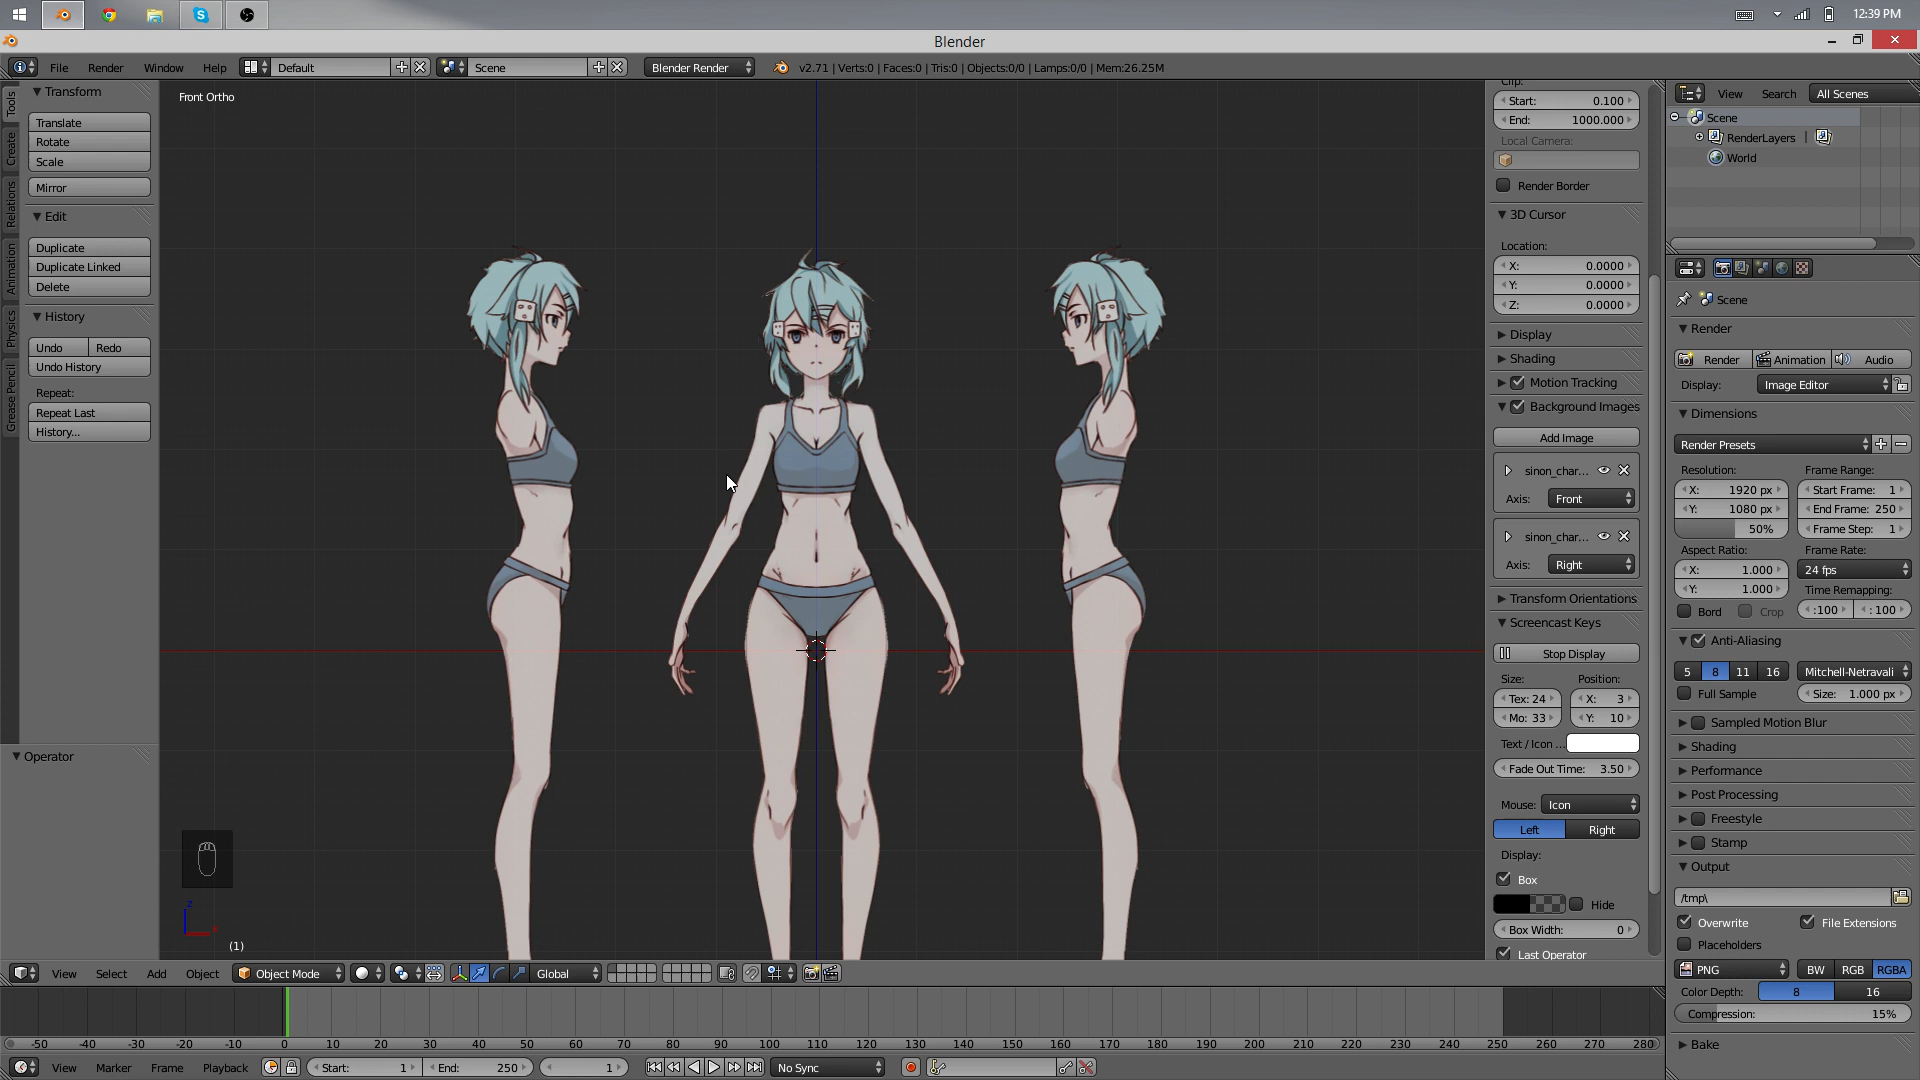 12:39 PM
Blender
File Render Window Help Default Scene Blender Render v2.71 | Verts:0 | Faces:0 | Tris:0 | Objects:0/0 | Lamps:0/0 | Mem:26.25M
Tools
Create
Relations
Animation
Physics
Grease Pencil
Transform
Translate
Rotate
Scale
Mirror
Edit
Duplicate
Duplicate Linked
Delete
History
Undo Redo
Undo History
Repeat:
Repeat Last
History...
Operator
Front Ortho
z
(1)
Clip:
Start: 0.100
End: 1000.000
Local Camera:
Render Border
3D Cursor
Location:
X: 0.0000
Y: 0.0000
Z: 0.0000
Display
Shading
Motion Tracking
Background Images
Add Image
sinon_char...
Axis: Front
sinon_char...
Axis: Right
Transform Orientations
Screencast Keys
Stop Display
Size: Position:
Tex: 24 X: 3
Mo: 33 Y: 10
Text / Icon ...
Fade Out Time: 3.50
Mouse: Icon
Left Right
Display:
Box
Hide
Box Width: 0
Last Operator
View Search All Scenes
Scene
RenderLayers |
World
Scene
Render
Render Animation Audio
Display: Image Editor
Dimensions
Render Presets
Resolution: Frame Range:
X: 1920 px Start Frame: 1
Y: 1080 px End Frame: 250
50% Frame Step: 1
Aspect Ratio: Frame Rate:
X: 1.000 24 fps
Y: 1.000 Time Remapping:
Bord Crop :100 : 100
Anti-Aliasing
5 8 11 16 Mitchell-Netravali
Full Sample Size: 1.000 px
Sampled Motion Blur
Shading
Performance
Post Processing
Freestyle
Stamp
Output
/tmp\
Overwrite File Extensions
Placeholders
PNG BW RGB RGBA
Color Depth: 8 16
Compression: 15%
Bake
View Select Add Object Object Mode Global
-50 -40 -30 -20 -10 0 10 20 30 40 50 60 70 80 90 100 110 120 130 140 150 160 170 180 190 200 210 220 230 240 250 260 270 280
View Marker Frame Playback Start: 1 End: 250 1 No Sync